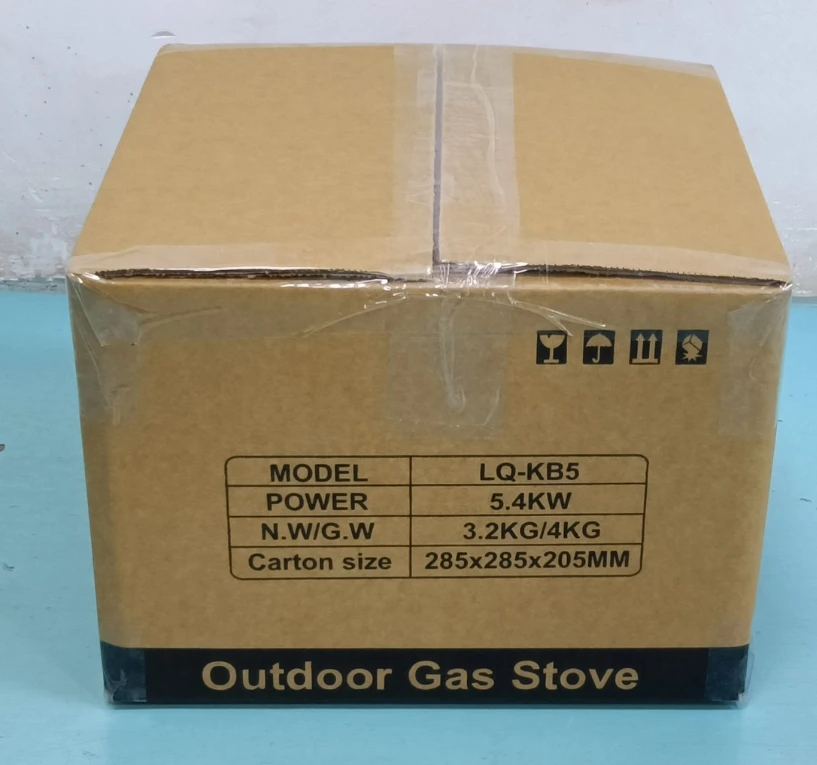 MODEL LQ-KB5
POWER 5.4KW
N.W/G.W 3.2KG/4KG
Carton size 285x285x205MM
Outdoor Gas Stove